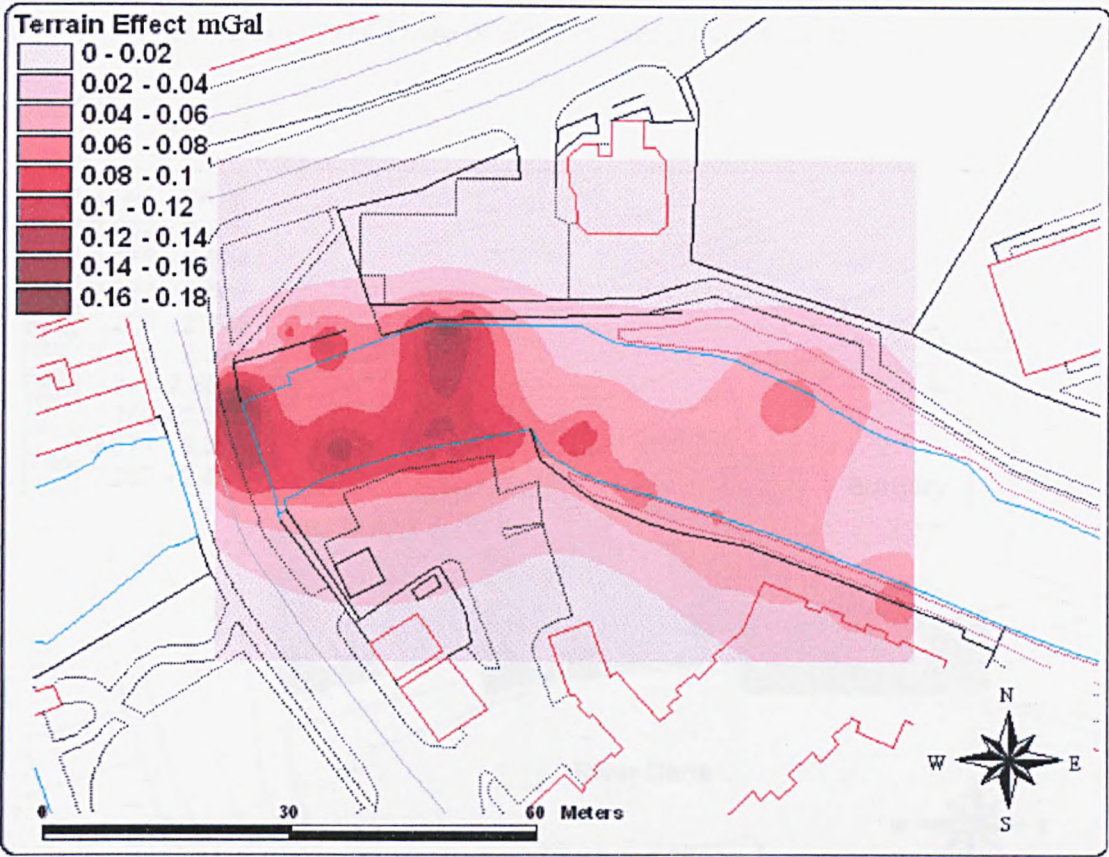 Terrain Effect mGal
0 - 0.02
0.02 - 0.04
0.04 - 0.06
0.06 - 0.08
0.08 - 0.1
0.1 - 0.12
0.12 - 0.14
0.14 - 0.16
0.16 - 0.18
N
W E
S
0 30 60 Meters